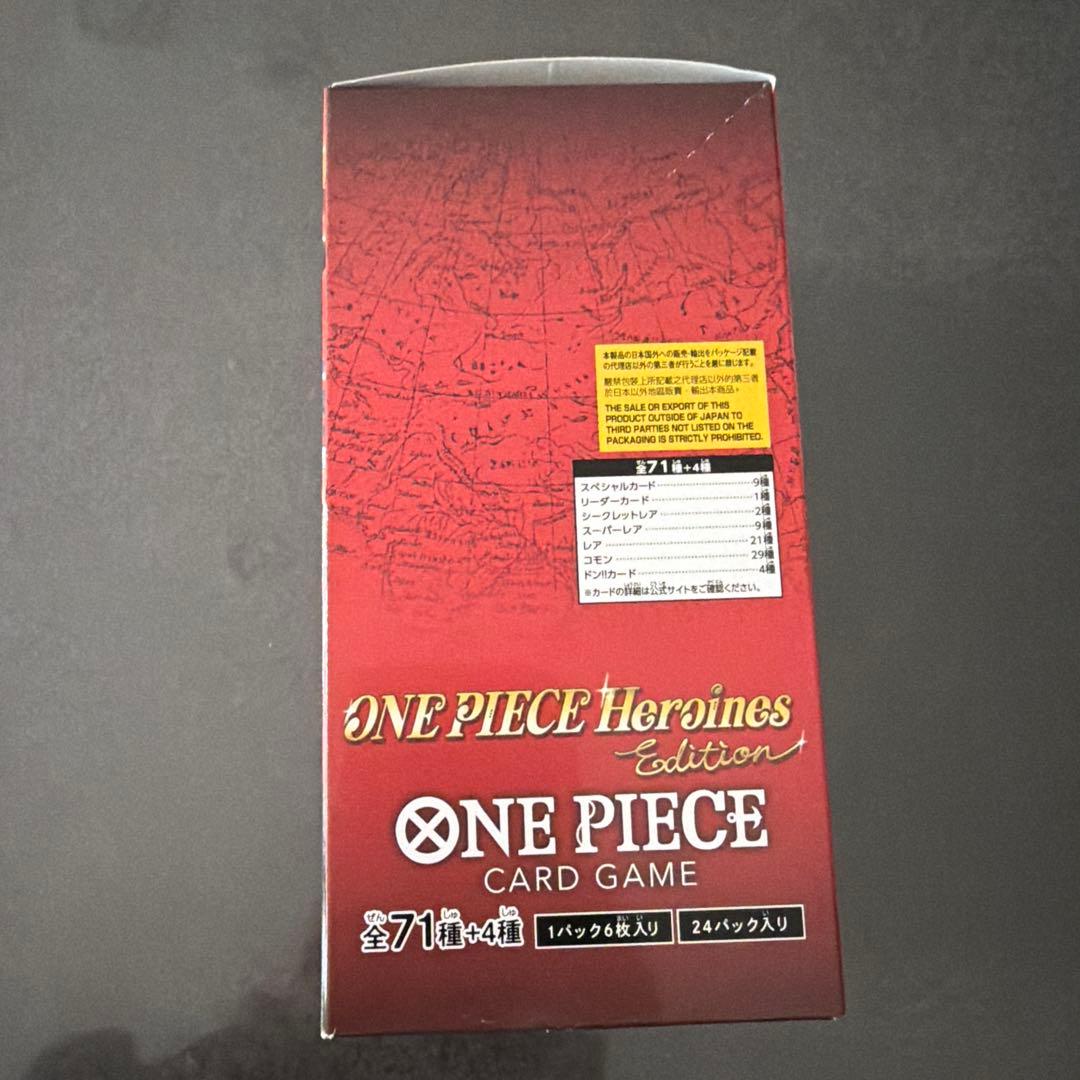 本製品の日本国外への販売・輸出をパッケージ記載
の代理店以外の第三者が行うことを厳に禁じます。
嚴禁包裝上所記載之代理店以外的第三者
於日本以外地區販賣、輸出本商品。
THE SALE OR EXPORT OF THIS
PRODUCT OUTSIDE OF JAPAN TO
THIRD PARTIES NOT LISTED ON THE
PACKAGING IS STRICTLY PROHIBITED.
全71種+4種
スペシャルカード 9種
リーダーカード 1種
シークレットレア 2種
スーパーレア 9種
レア 21種
コモン 29種
ドン!!カード 4種
※カードの詳細は公式サイトをご確認ください。
ONE PIECE Heroines
Edition
ONE PIECE
CARD GAME
全71種+4種 1パック6枚入り 24パック入り